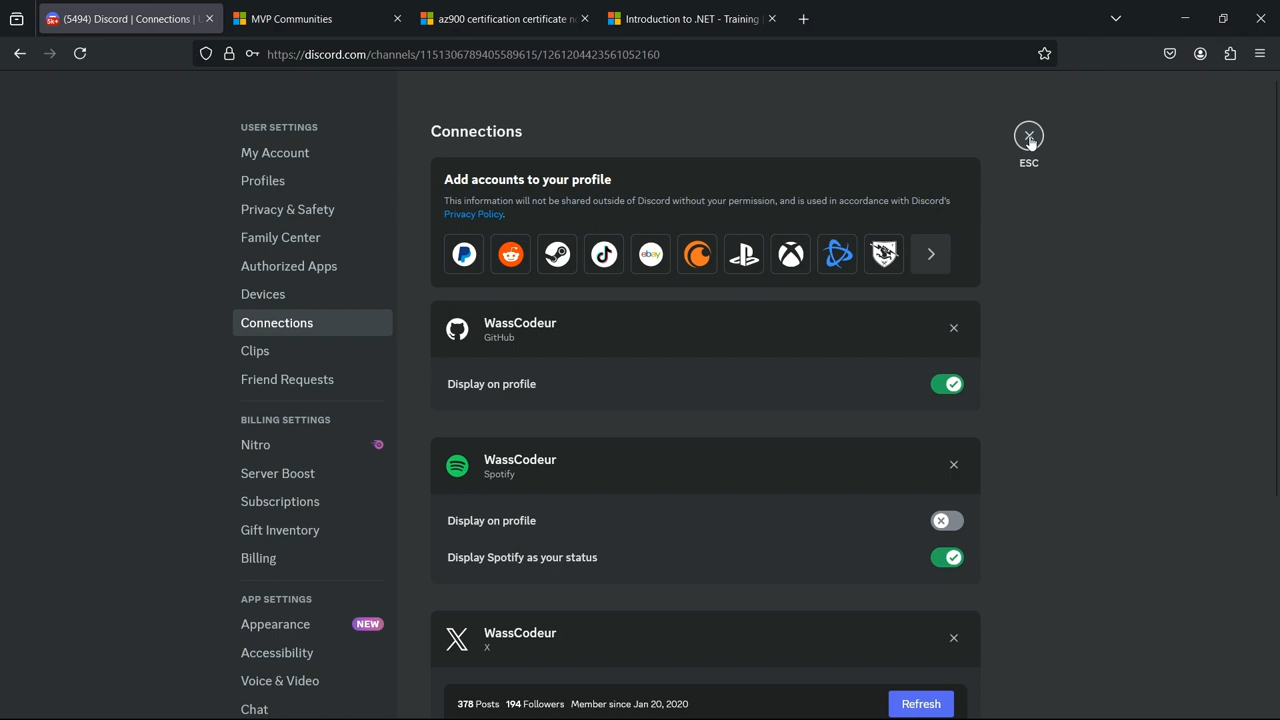 (5494) Discord | Connections |
MVP Communities
az900 certification certificate n
Introduction to .NET - Training
https://discord.com/channels/1151306789405589615/1261204423561052160
USER SETTINGS
My Account
Profiles
Privacy & Safety
Family Center
Authorized Apps
Devices
Connections
Clips
Friend Requests
BILLING SETTINGS
Nitro
Server Boost
Subscriptions
Gift Inventory
Billing
APP SETTINGS
Appearance NEW
Accessibility
Voice & Video
Chat
Connections
ESC
Add accounts to your profile
This information will not be shared outside of Discord without your permission, and is used in accordance with Discord's
Privacy Policy.
ebay
WassCodeur
GitHub
Display on profile
WassCodeur
Spotify
Display on profile
Display Spotify as your status
WassCodeur
X
378 Posts 194 Followers Member since Jan 20, 2020
Refresh